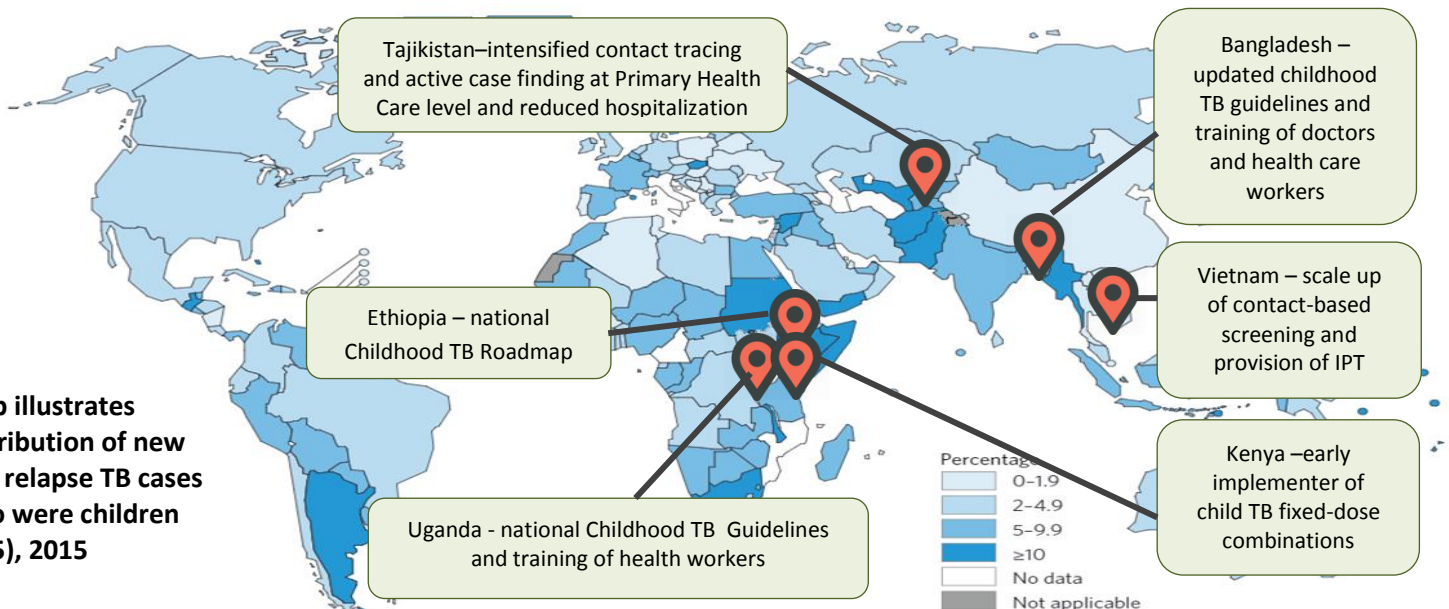 Tajikistan–intensified contact tracing
and active case finding at Primary Health
Care level and reduced hospitalization
Bangladesh –
updated childhood
TB guidelines and
training of doctors
and health care
workers
Ethiopia – national
Childhood TB Roadmap
Vietnam – scale up
of contact-based
screening and
provision of IPT
illustrates
of new
relapse TB cases
were children
2015
Uganda - national Childhood TB Guidelines
and training of health workers
Kenya –early
implementer of
child TB fixed-dose
combinations
Percentage
0–1.9
2–4.9
5–9.9
≥10
No data
Not applicable